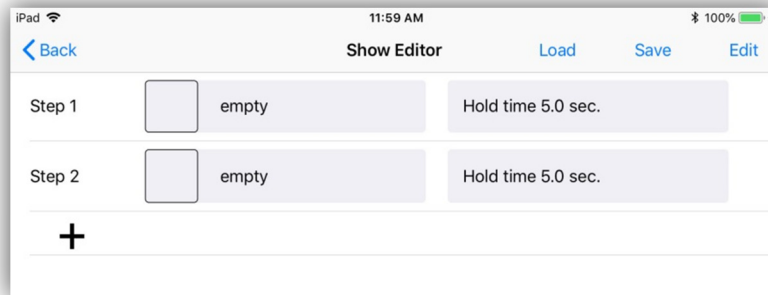 iPad 11:59 AM 100%
Back Show Editor Load Save Edit
Step 1 empty Hold time 5.0 sec.
Step 2 empty Hold time 5.0 sec.
+